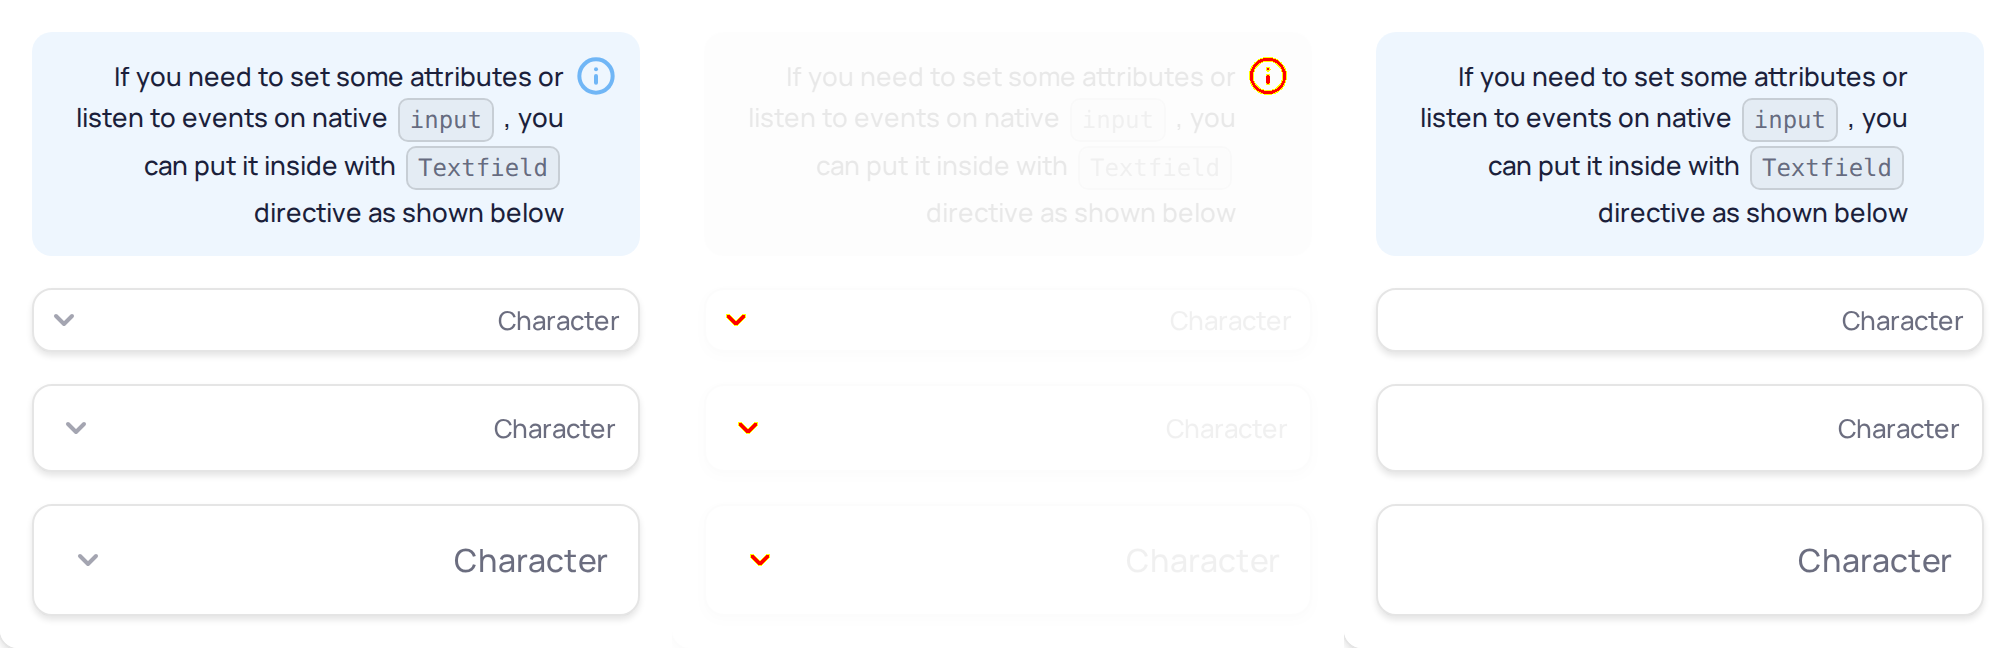 If you need to set some attributes or
listen to events on native input , you
can put it inside with Textfield
directive as shown below
Character
Character
Character
If you need to set some attributes or
listen to events on native input , you
can put it inside with Textfield
directive as shown below
Character
Character
Character
If you need to set some attributes or
listen to events on native input , you
can put it inside with Textfield
directive as shown below
Character
Character
Character